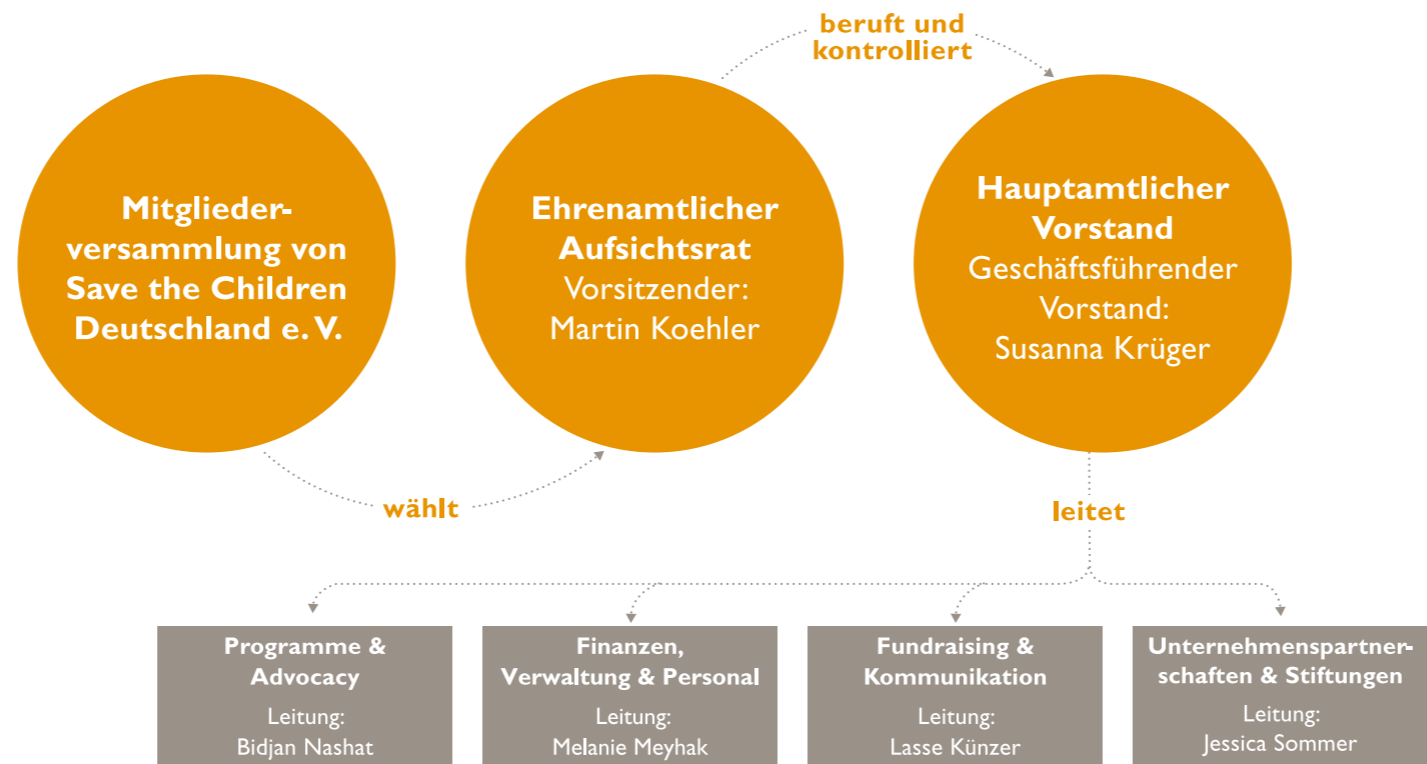 beruft und
kontrolliert
Mitglieder-
versammlung von
Save the Children
Deutschland e. V.
Ehrenamtlicher
Aufsichtsrat
Vorsitzender:
Martin Koehler
Hauptamtlicher
Vorstand
Geschäftsführender
Vorstand:
Susanna Krüger
wählt
leitet
Programme &
Advocacy
Leitung:
Bidjan Nashat
Finanzen,
Verwaltung & Personal
Leitung:
Melanie Meyhak
Fundraising &
Kommunikation
Leitung:
Lasse Künzer
Unternehmenspartner-
schaften & Stiftungen
Leitung:
Jessica Sommer